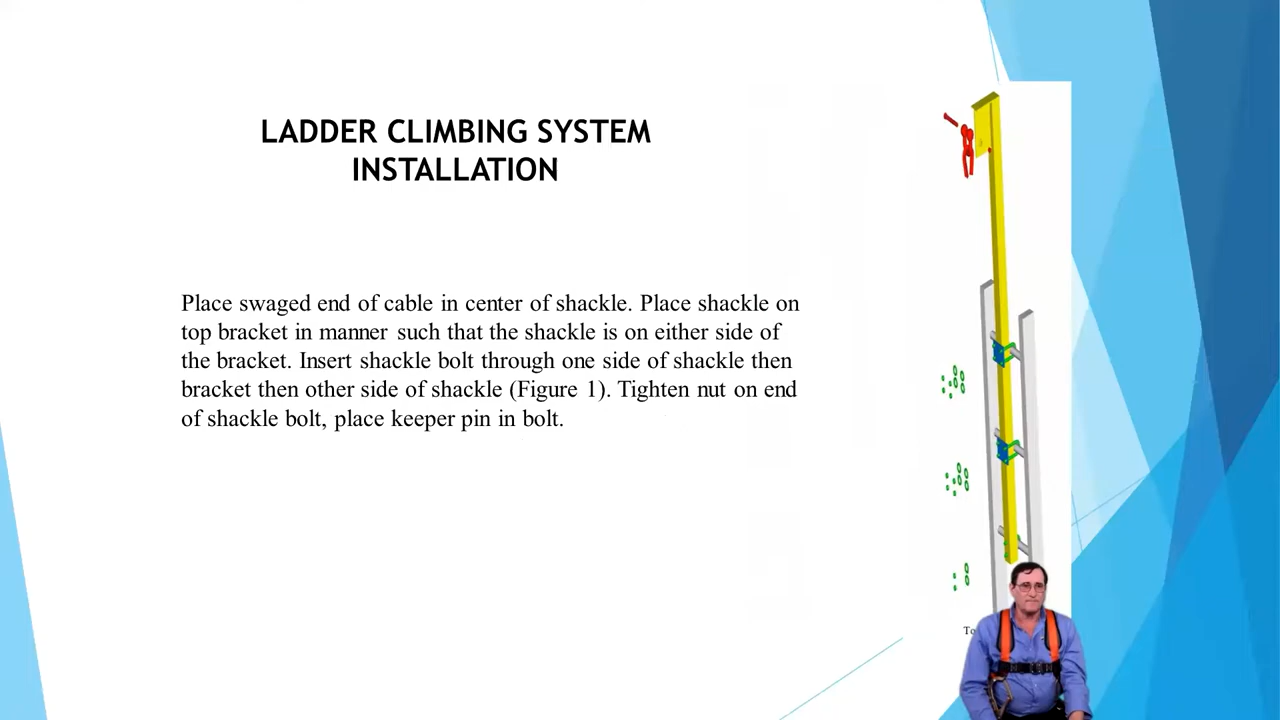 LADDER CLIMBING SYSTEM
INSTALLATION
Place swaged end of cable in center of shackle. Place shackle on
top bracket in manner such that the shackle is on either side of
the bracket. Insert shackle bolt through one side of shackle then
bracket then other side of shackle (Figure 1). Tighten nut on end
of shackle bolt, place keeper pin in bolt.